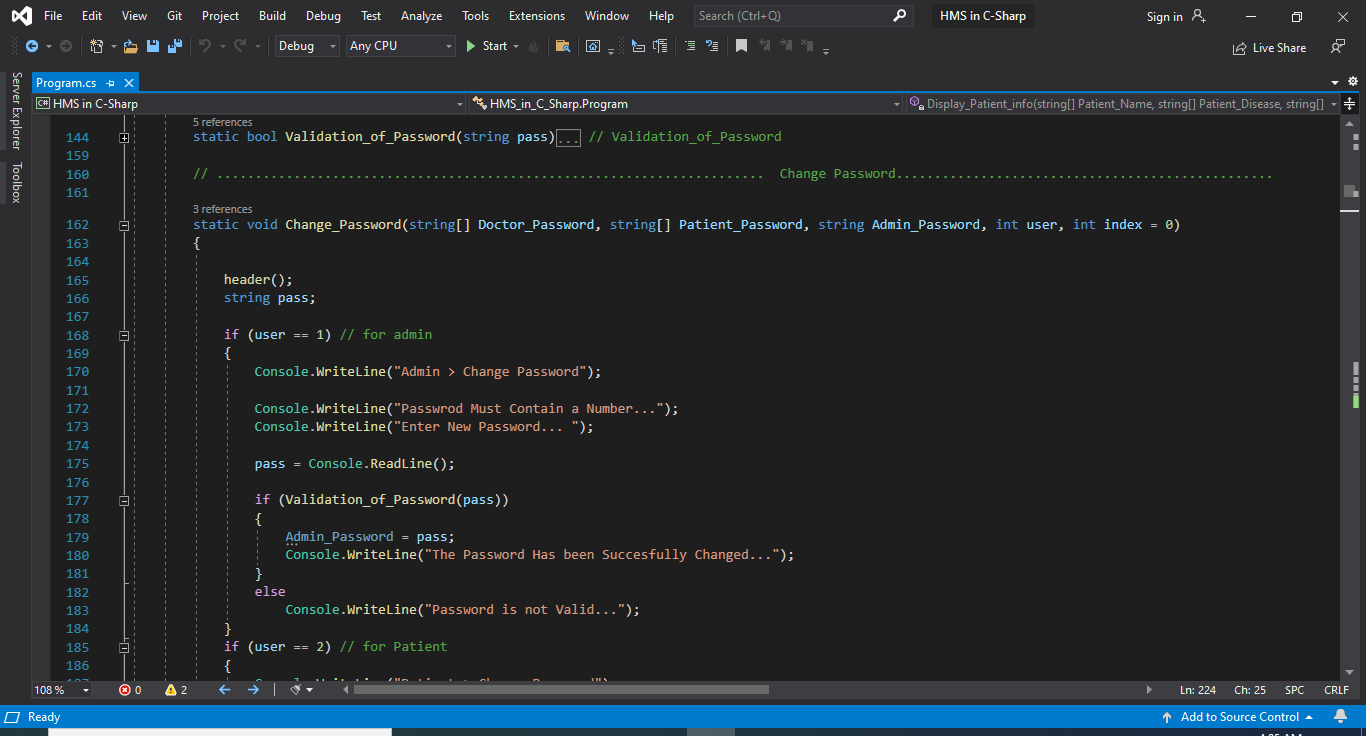 File Edit View Git Project Build Debug Test Analyze Tools Extensions Window Help Search (Ctrl+Q) HMS in C-Sharp Sign in
Debug Any CPU Start Live Share
Server Explorer
Toolbox
Program.cs
C# HMS in C-Sharp HMS_in_C_Sharp.Program Display_Patient_info(string[] Patient_Name, string[] Patient_Disease, string[]
5 references
144 static bool Validation_of_Password(string pass)... // Validation_of_Password
159
160 // ....................................................................... Change Password.................................................
161
3 references
162 static void Change_Password(string[] Doctor_Password, string[] Patient_Password, string Admin_Password, int user, int index = 0)
163 {
164
165 header();
166 string pass;
167
168 if (user == 1) // for admin
169 {
170 Console.WriteLine("Admin > Change Password");
171
172 Console.WriteLine("Passwrod Must Contain a Number...");
173 Console.WriteLine("Enter New Password... ");
174
175 pass = Console.ReadLine();
176
177 if (Validation_of_Password(pass))
178 {
179 Admin_Password = pass;
180 Console.WriteLine("The Password Has been Succesfully Changed...");
181 }
182 else
183 Console.WriteLine("Password is not Valid...");
184 }
185 if (user == 2) // for Patient
186 {
108 % 0 2 Ln: 224 Ch: 25 SPC CRLF
Ready Add to Source Control